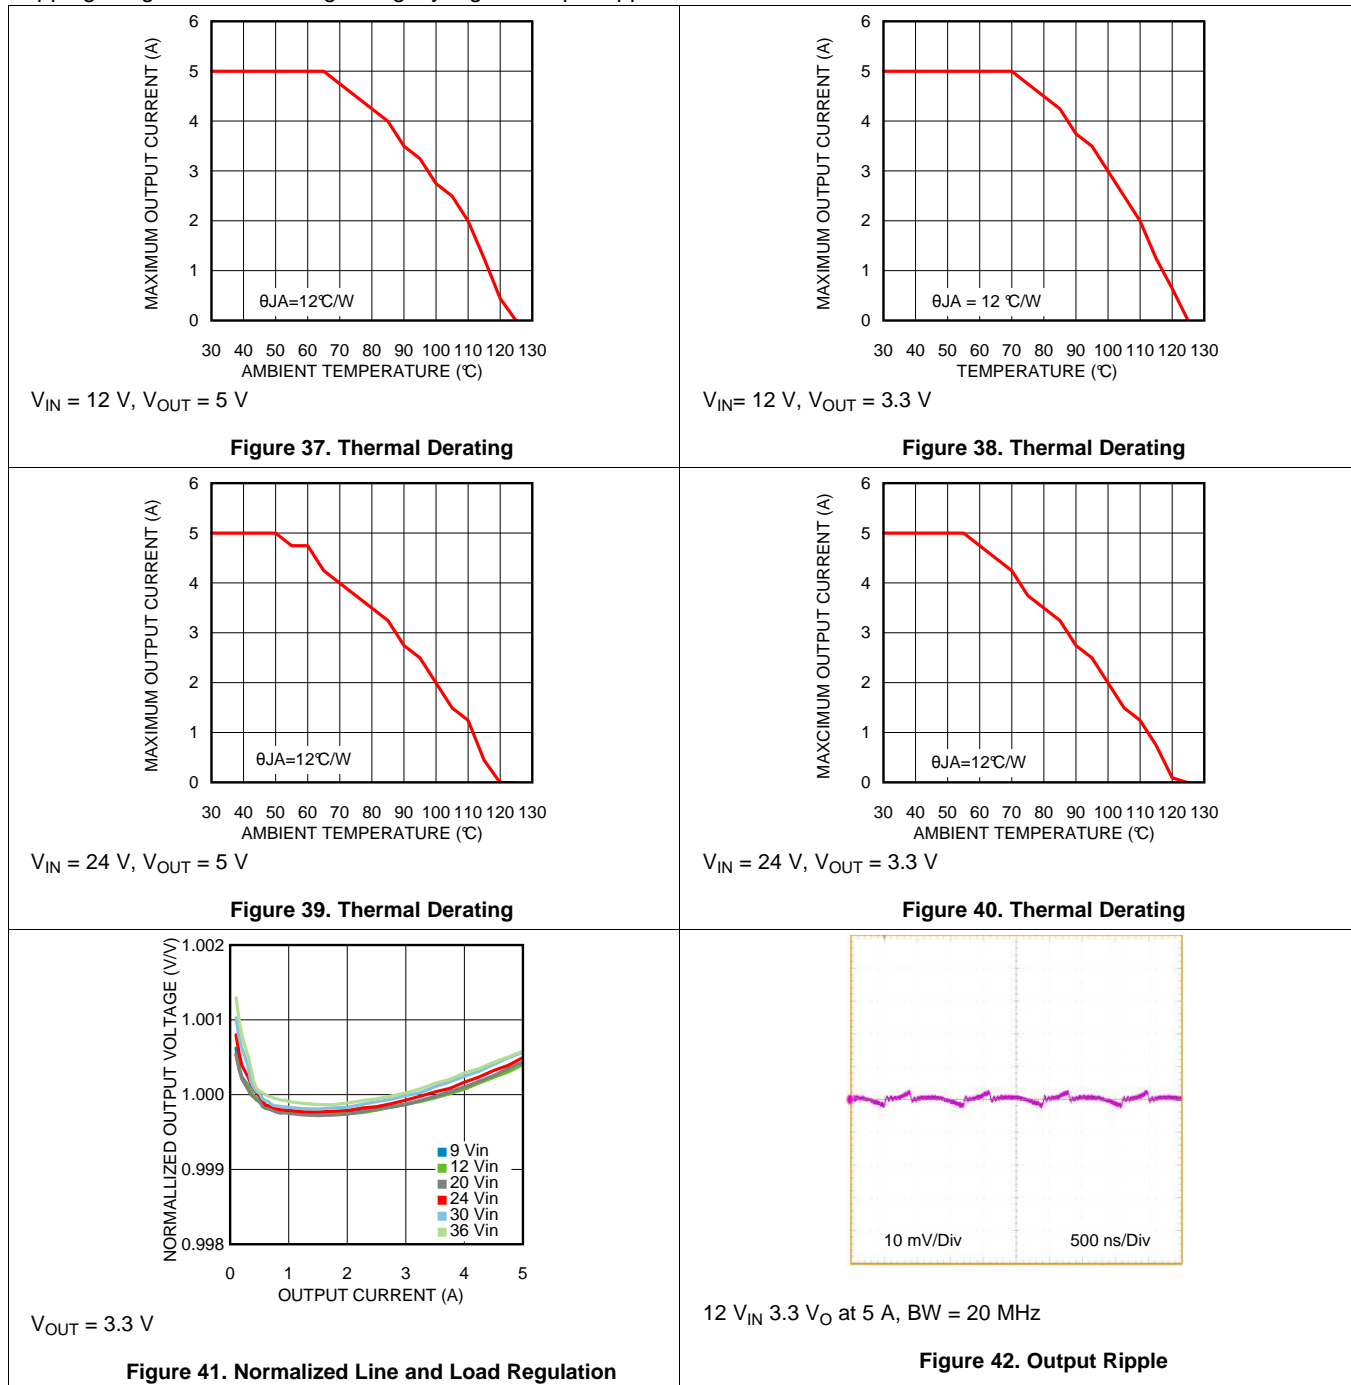 6
5
4
3
2
1
0
MAXIMUM OUTPUT CURRENT (A)
θJA=12°C/W
30 40 50 60 70 80 90 100 110 120 130
AMBIENT TEMPERATURE (°C)
VIN = 12 V, VOUT = 5 V
Figure 37. Thermal Derating
6
5
4
3
2
1
0
MAXIMUM OUTPUT CURRENT (A)
θJA = 12 °C/W
30 40 50 60 70 80 90 100 110 120 130
TEMPERATURE (°C)
VIN= 12 V, VOUT = 3.3 V
Figure 38. Thermal Derating
6
5
4
3
2
1
0
MAXIMUM OUTPUT CURRENT (A)
θJA=12°C/W
30 40 50 60 70 80 90 100 110 120 130
AMBIENT TEMPERATURE (°C)
VIN = 24 V, VOUT = 5 V
Figure 39. Thermal Derating
6
5
4
3
2
1
0
MAXCIMUM OUTPUT CURRENT (A)
θJA=12°C/W
30 40 50 60 70 80 90 100 110 120 130
AMBIENT TEMPERATURE (°C)
VIN = 24 V, VOUT = 3.3 V
Figure 40. Thermal Derating
1.002
1.001
1.000
0.999
0.998
NORMALLIZED OUTPUT VOLTAGE (V/V)
9 Vin
12 Vin
20 Vin
24 Vin
30 Vin
36 Vin
0 1 2 3 4 5
OUTPUT CURRENT (A)
VOUT = 3.3 V
Figure 41. Normalized Line and Load Regulation
10 mV/Div
500 ns/Div
12 VIN 3.3 VO at 5 A, BW = 20 MHz
Figure 42. Output Ripple